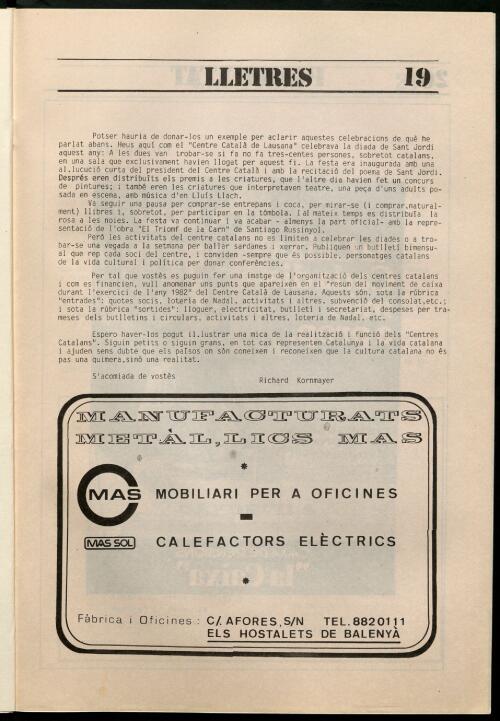 LLETRES 19
Potser hauria de donar-los un exemple per aclarir aquestes celebracions de què he
parlat abans. Heus aquí com el "Centre Català de Lausana" celebrava la diada de Sant Jordi
aquest any: A les dues van trobar-se si fa no fa tres-centes persones, sobretot catalans,
en una sala que exclusivament havien llogat per aquest fi. La festa era inaugurada amb una
al.lucució curta del president del Centre Català i amb la recitació del poema de Sant Jordi.
Després eren distribuïts els premis a les criatures, que l'altre dia havien fet un concurs
de pintures; i també eren les criatures que interpretaven teatre, una peça d'uns adults po-
sada en escena, amb música d'en Lluís Llach.
Va seguir una pausa per comprar-se entrepans i coca, per mirar-se (i comprar,natural-
ment) llibres i, sobretot, per participar en la tómbola. I al mateix temps es distribuïa la
rosa a les noies. La festa va continuar i va acabar - almenys la part oficial- amb la repre-
sentació de l'obra "El Triomf de la Carn" de Santiago Russinyol.
Però les activitats del centre català no es limiten a celebrar les diades o a tro-
bar-se una vegada a la setmana per ballar sardanes i xerrar. Publiquen un butlletí bimensu-
al que rep cada soci del centre, i conviden -sempre que és possible, personatges catalans
de la vida cultural i política per donar conferències.
Per tal que vostès es puguin fer una imatge de l'organització dels centres catalans
i com es financien, vull anomenar uns punts que apareixen en el "resum del moviment de caixa
durant l'exercici de l'any 1982" del Centre Català de Lausana. Aquests són, sota la rúbrica
"entrades": quotes socis, loteria de Nadal, activitats i altres, subvenció del consolat,etc.;
i sota la rúbrica "sortides": lloguer, electricitat, butlletí i secretariat, despeses per tra-
meses dels butlletins i circulars, activitats i altres, loteria de Nadal, etc.
Espero haver-los pogut il.lustrar una mica de la realització i funció dels "Centres
Catalans". Siguin petits o siguin grans, en tot cas representen Catalunya i la vida catalana
i ajuden sens dubte que els països on són coneixen i reconeixen que la cultura catalana no és
pas una quimera,sinó una realitat.
S'acomiada de vostès
Richard Kornmayer
MANUFACTURATS
METÀL,LICS MAS
MAS MOBILIARI PER A OFICINES
MAS SOL CALEFACTORS ELÈCTRICS
Fàbrica i Oficines : C/. AFORES, S/N TEL. 8820111
ELS HOSTALETS DE BALENYÀ